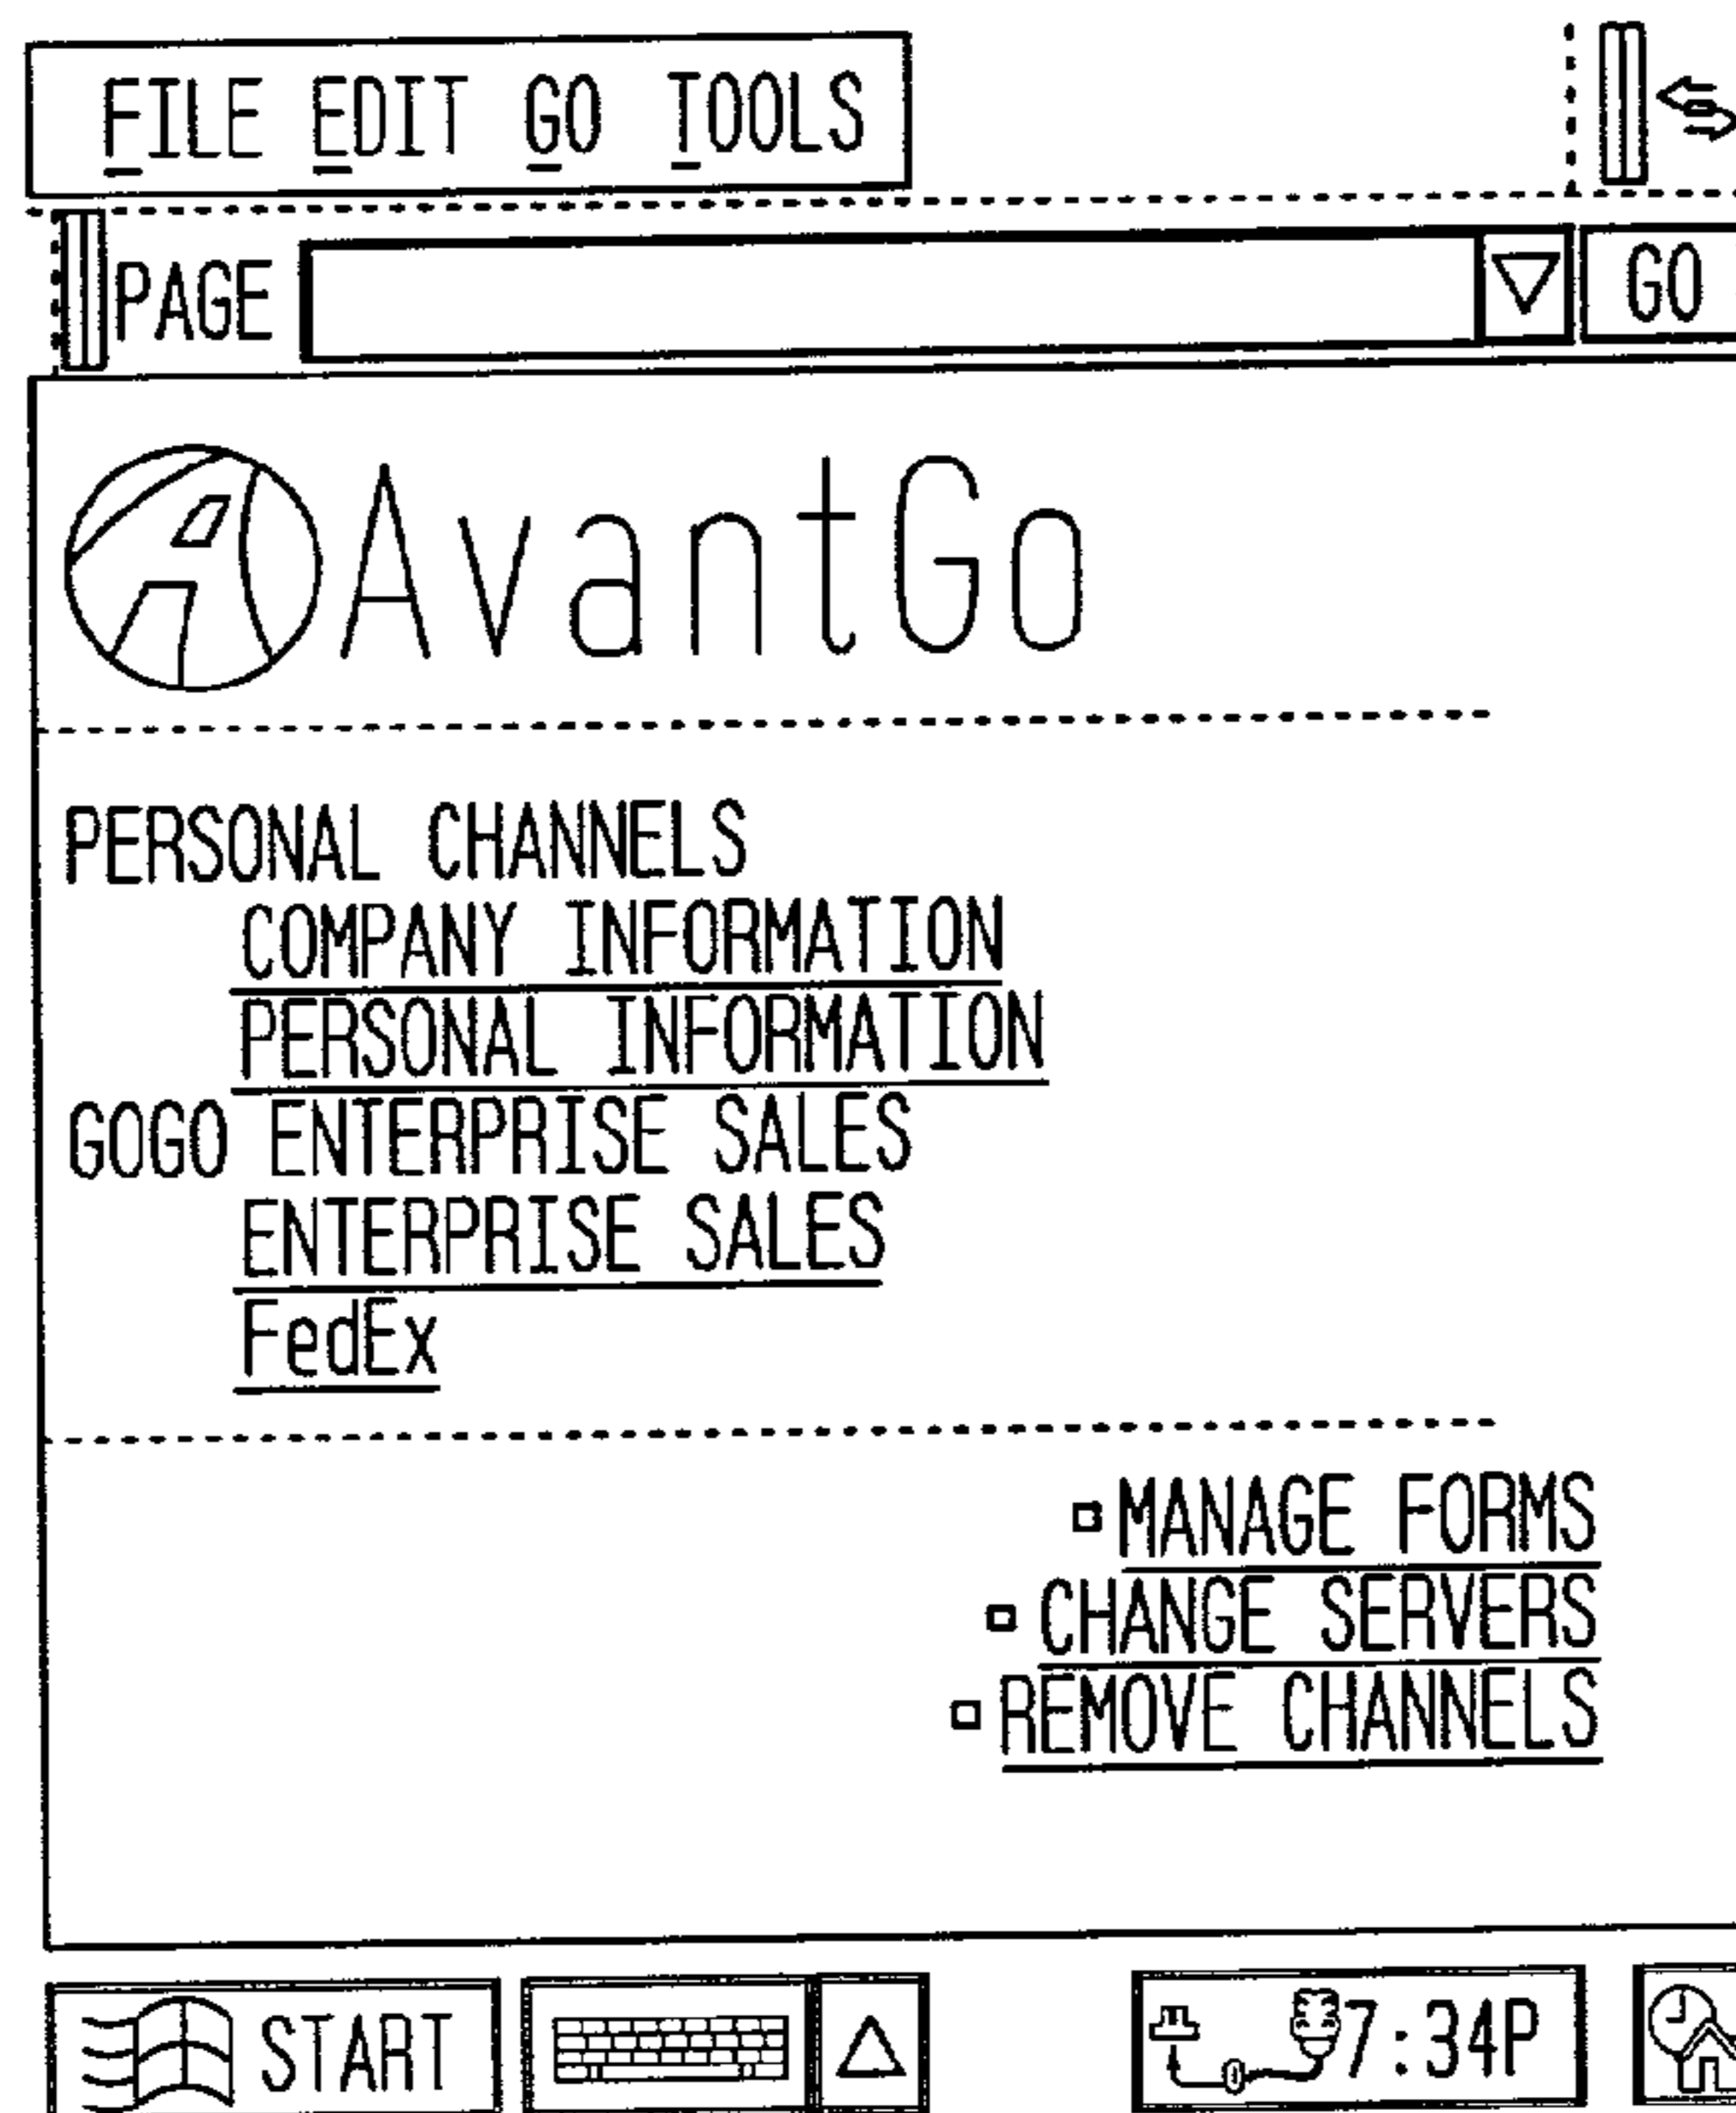 FILE EDIT GO TOOLS
PAGE GO
AvantGo
PERSONAL CHANNELS
COMPANY INFORMATION
PERSONAL INFORMATION
GOGO ENTERPRISE SALES
ENTERPRISE SALES
FedEx
MANAGE FORMS
CHANGE SERVERS
REMOVE CHANNELS
START 7:34P